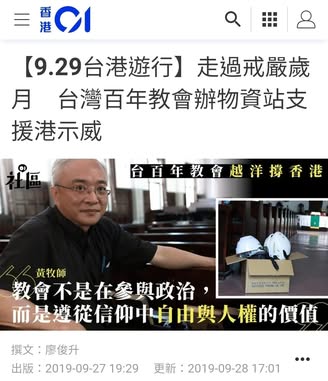 香港01
【9.29台港遊行】走過戒嚴歲
月　台灣百年教會辦物資站支
援港示威
01社區
台百年教會越洋撐香港
黃牧師
教會不是在參與政治，
而是遵從信仰中自由與人權的價值
撰文：廖俊升
出版：2019-09-27 19:29　更新：2019-09-28 17:01